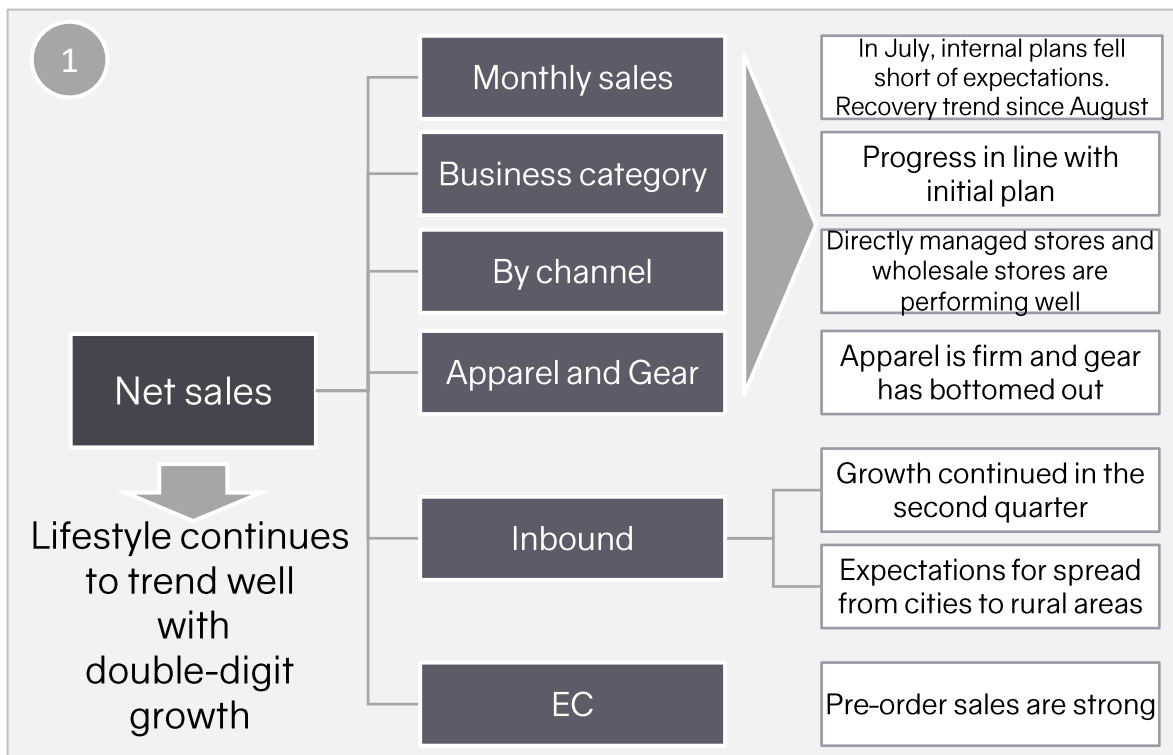 1
Monthly sales
In July, internal plans fell
short of expectations.
Recovery trend since August
Business category
Progress in line with
initial plan
By channel
Directly managed stores and
wholesale stores are
performing well
Apparel and Gear
Apparel is firm and gear
has bottomed out
Net sales
Lifestyle continues
to trend well
with
double-digit
growth
Inbound
Growth continued in the
second quarter
Expectations for spread
from cities to rural areas
EC
Pre-order sales are strong